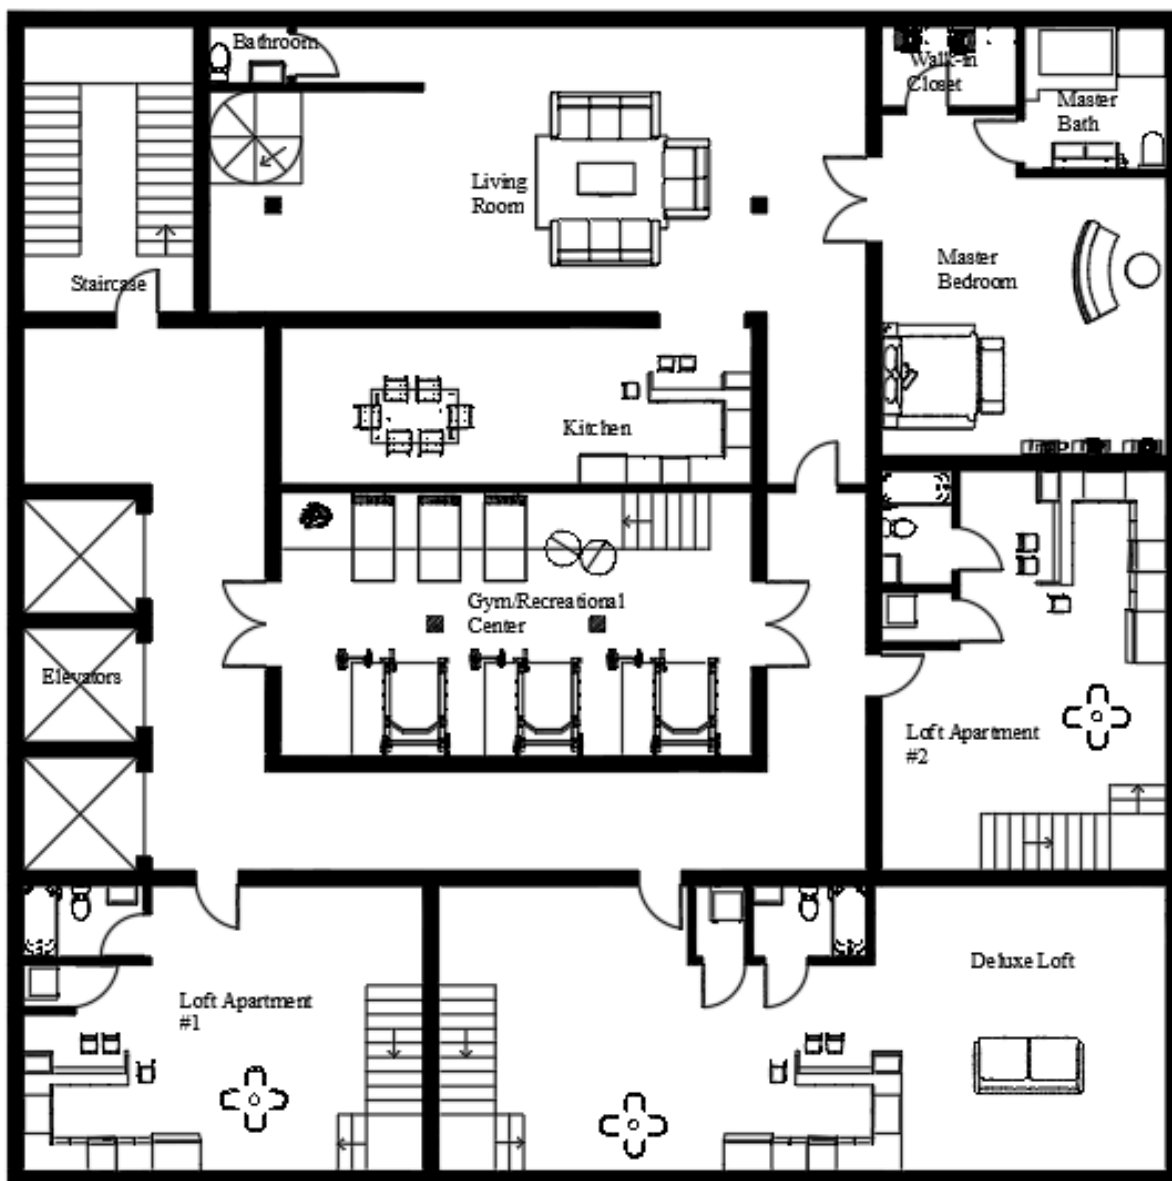 Bathroom
Walk-in
Closet
Master
Bath
Living
Room
Staircase
Master
Bedroom
Kitchen
Gym/Recreational
Center
Elevators
Loft Apartment
#2
Loft Apartment
#1
Deluxe Loft